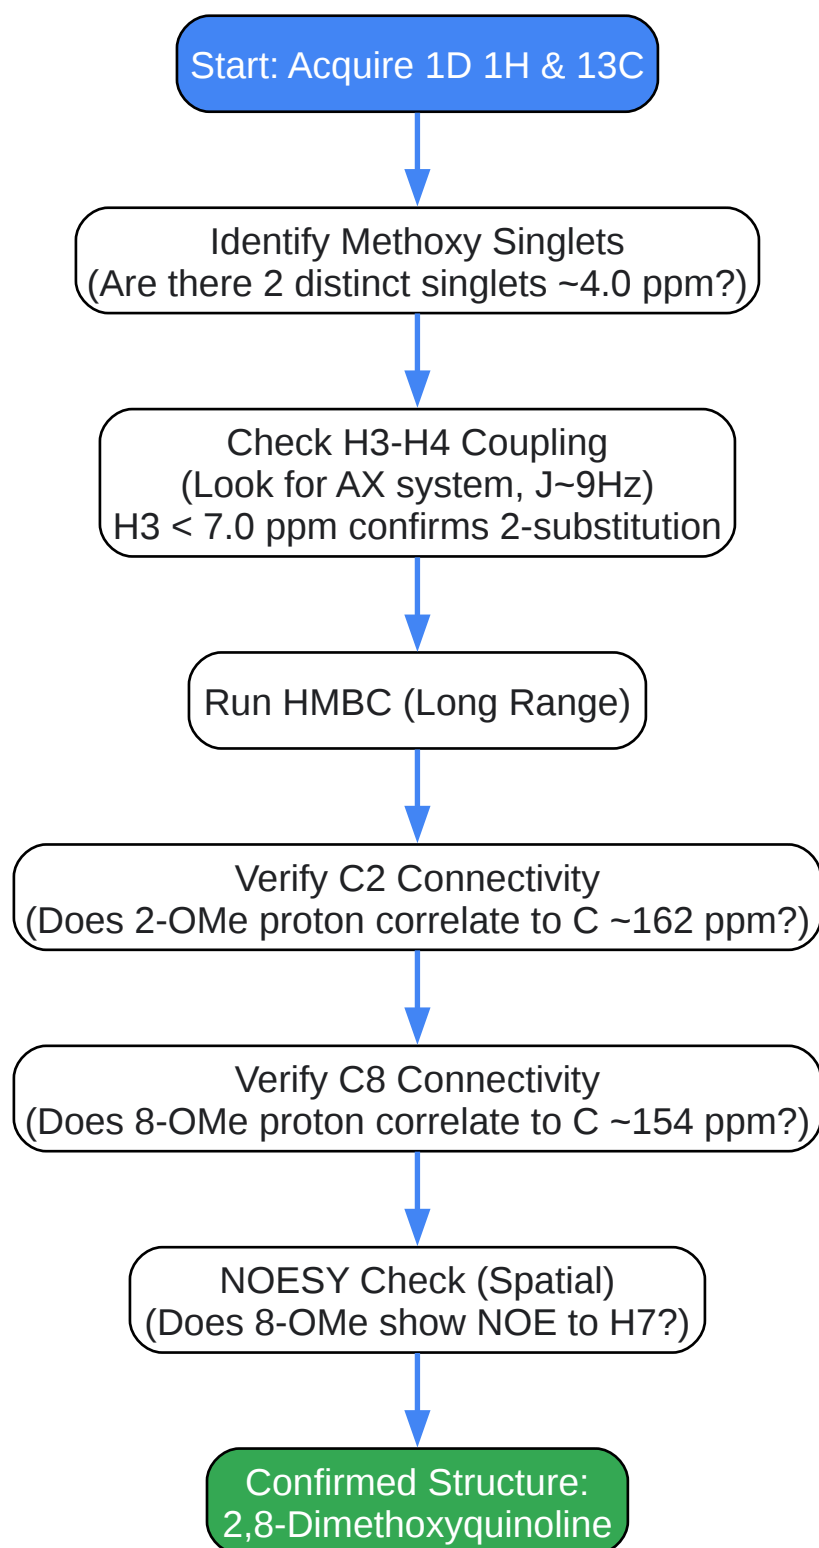 Start: Acquire 1D 1H & 13C
Identify Methoxy Singlets
(Are there 2 distinct singlets ~4.0 ppm?)
Check H3-H4 Coupling
(Look for AX system, J~9Hz)
H3 < 7.0 ppm confirms 2-substitution
Run HMBC (Long Range)
Verify C2 Connectivity
(Does 2-OMe proton correlate to C ~162 ppm?)
Verify C8 Connectivity
(Does 8-OMe proton correlate to C ~154 ppm?)
NOESY Check (Spatial)
(Does 8-OMe show NOE to H7?)
Confirmed Structure:
2,8-Dimethoxyquinoline